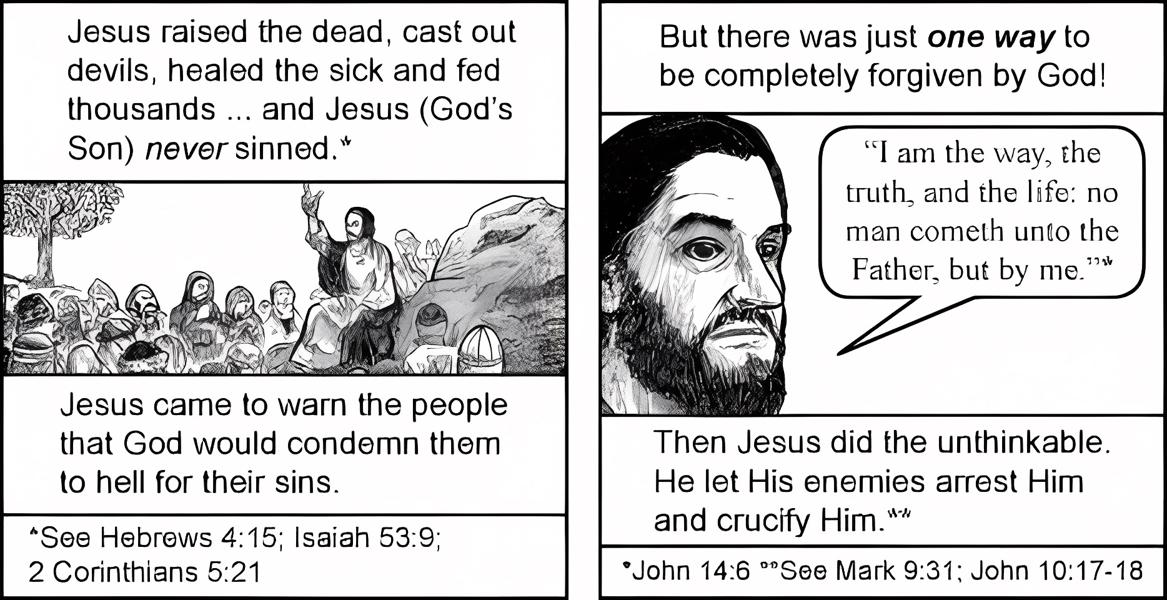 Jesus raised the dead, cast out
devils, healed the sick and fed
thousands ... and Jesus (God's
Son) never sinned.*
Jesus came to warn the people
that God would condemn them
to hell for their sins.
*See Hebrews 4:15; Isaiah 53:9;
2 Corinthians 5:21
But there was just one way to
be completely forgiven by God!
“I am the way, the
truth, and the life: no
man cometh unto the
Father, but by me.”*
Then Jesus did the unthinkable.
He let His enemies arrest Him
and crucify Him.**
*John 14:6 **See Mark 9:31; John 10:17-18